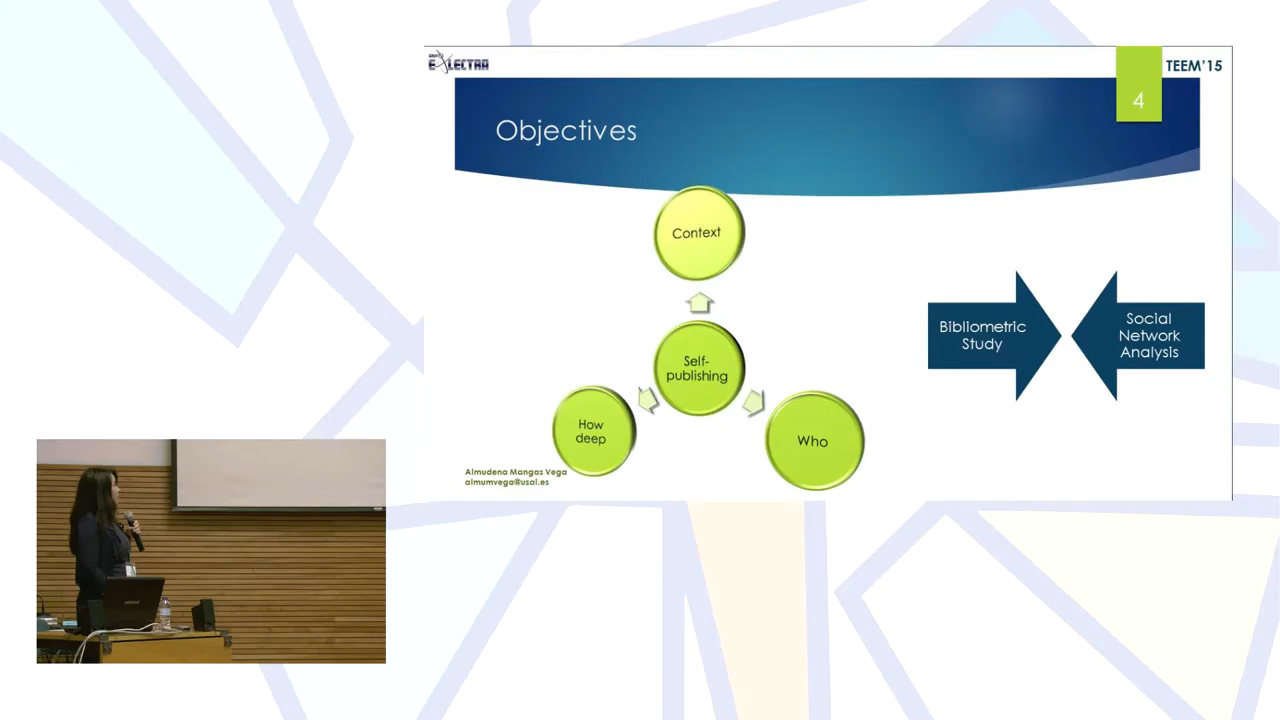 E-LECTRA
TEEM'15
4
Objectives
Context
Self-
publishing
How
deep
Who
Bibliometric
Study
Social
Network
Analysis
Almudena Mangas Vega
almumvega@usal.es